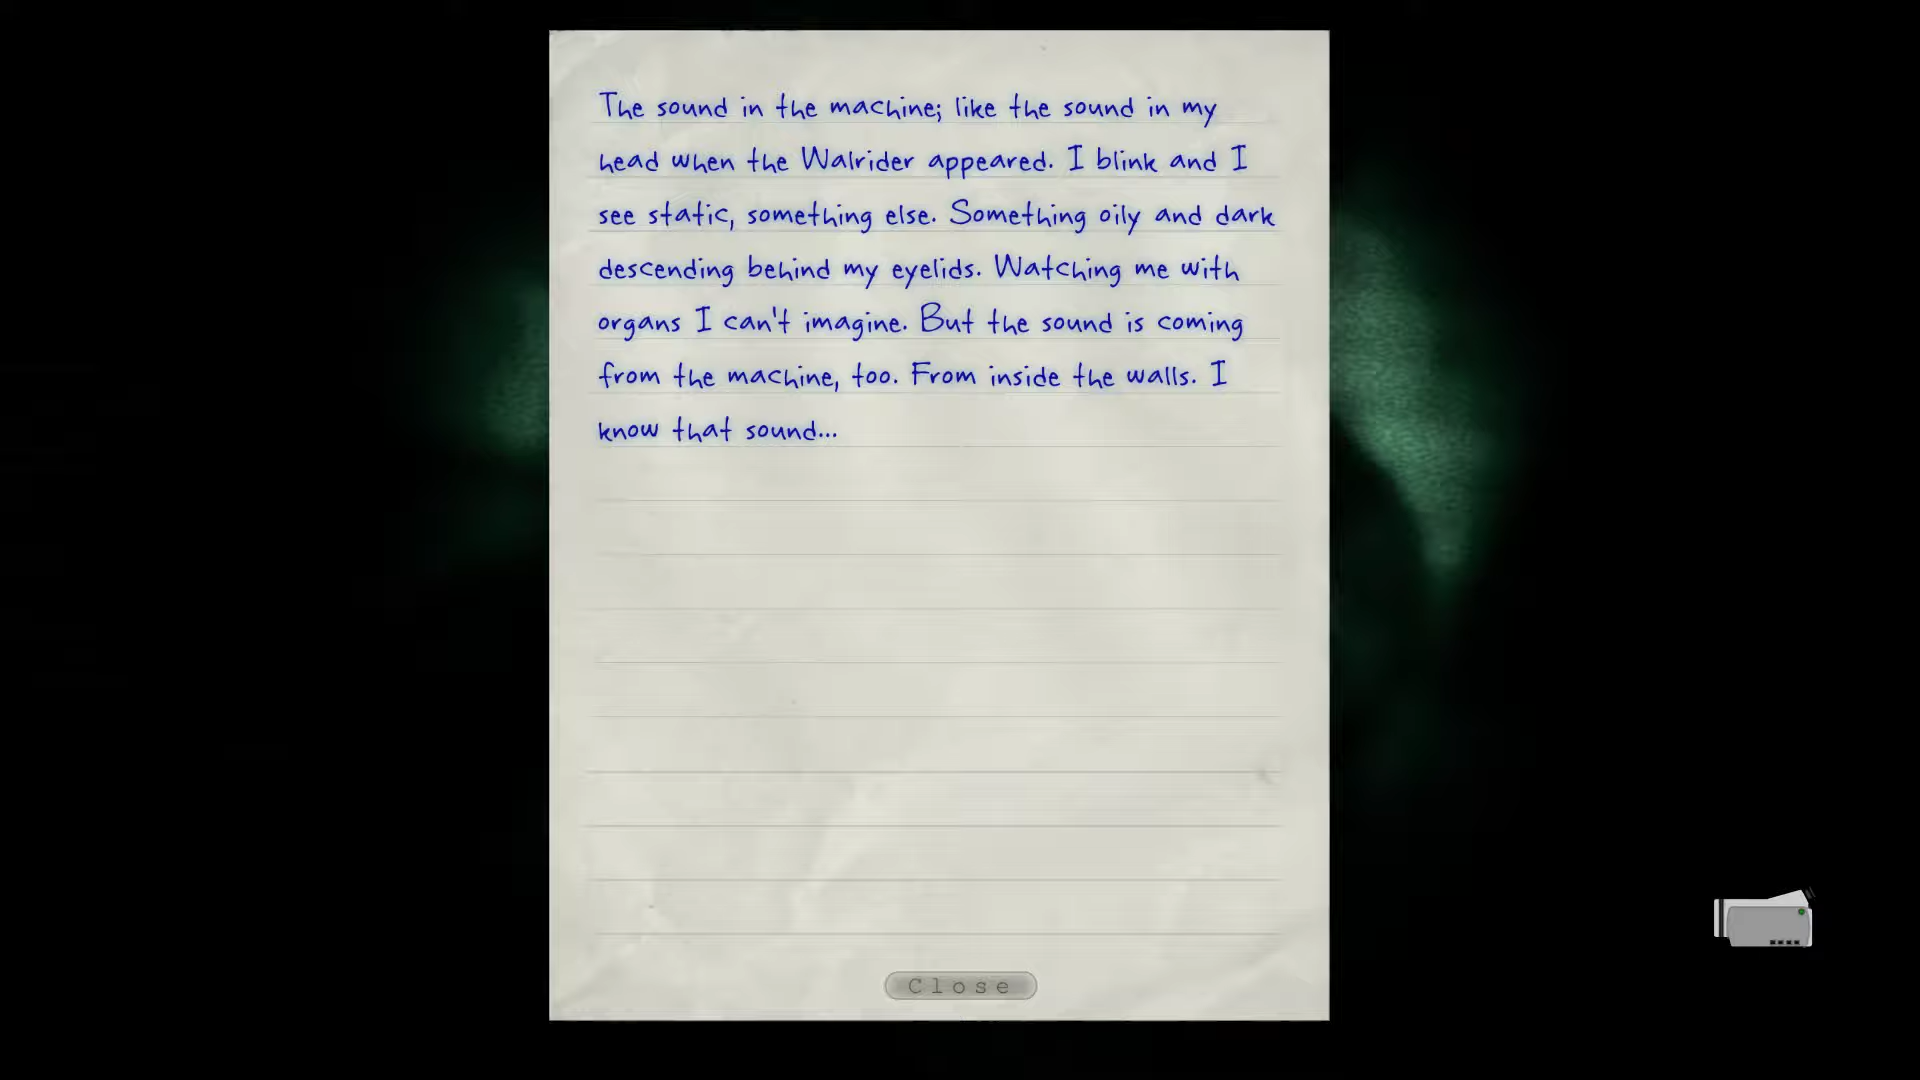 The sound in the machine; like the sound in my
head when the Walrider appeared. I blink and I
see static, something else. Something oily and dark
descending behind my eyelids. Watching me with
organs I can't imagine. But the sound is coming
from the machine, too. From inside the walls. I
know that sound...
Close